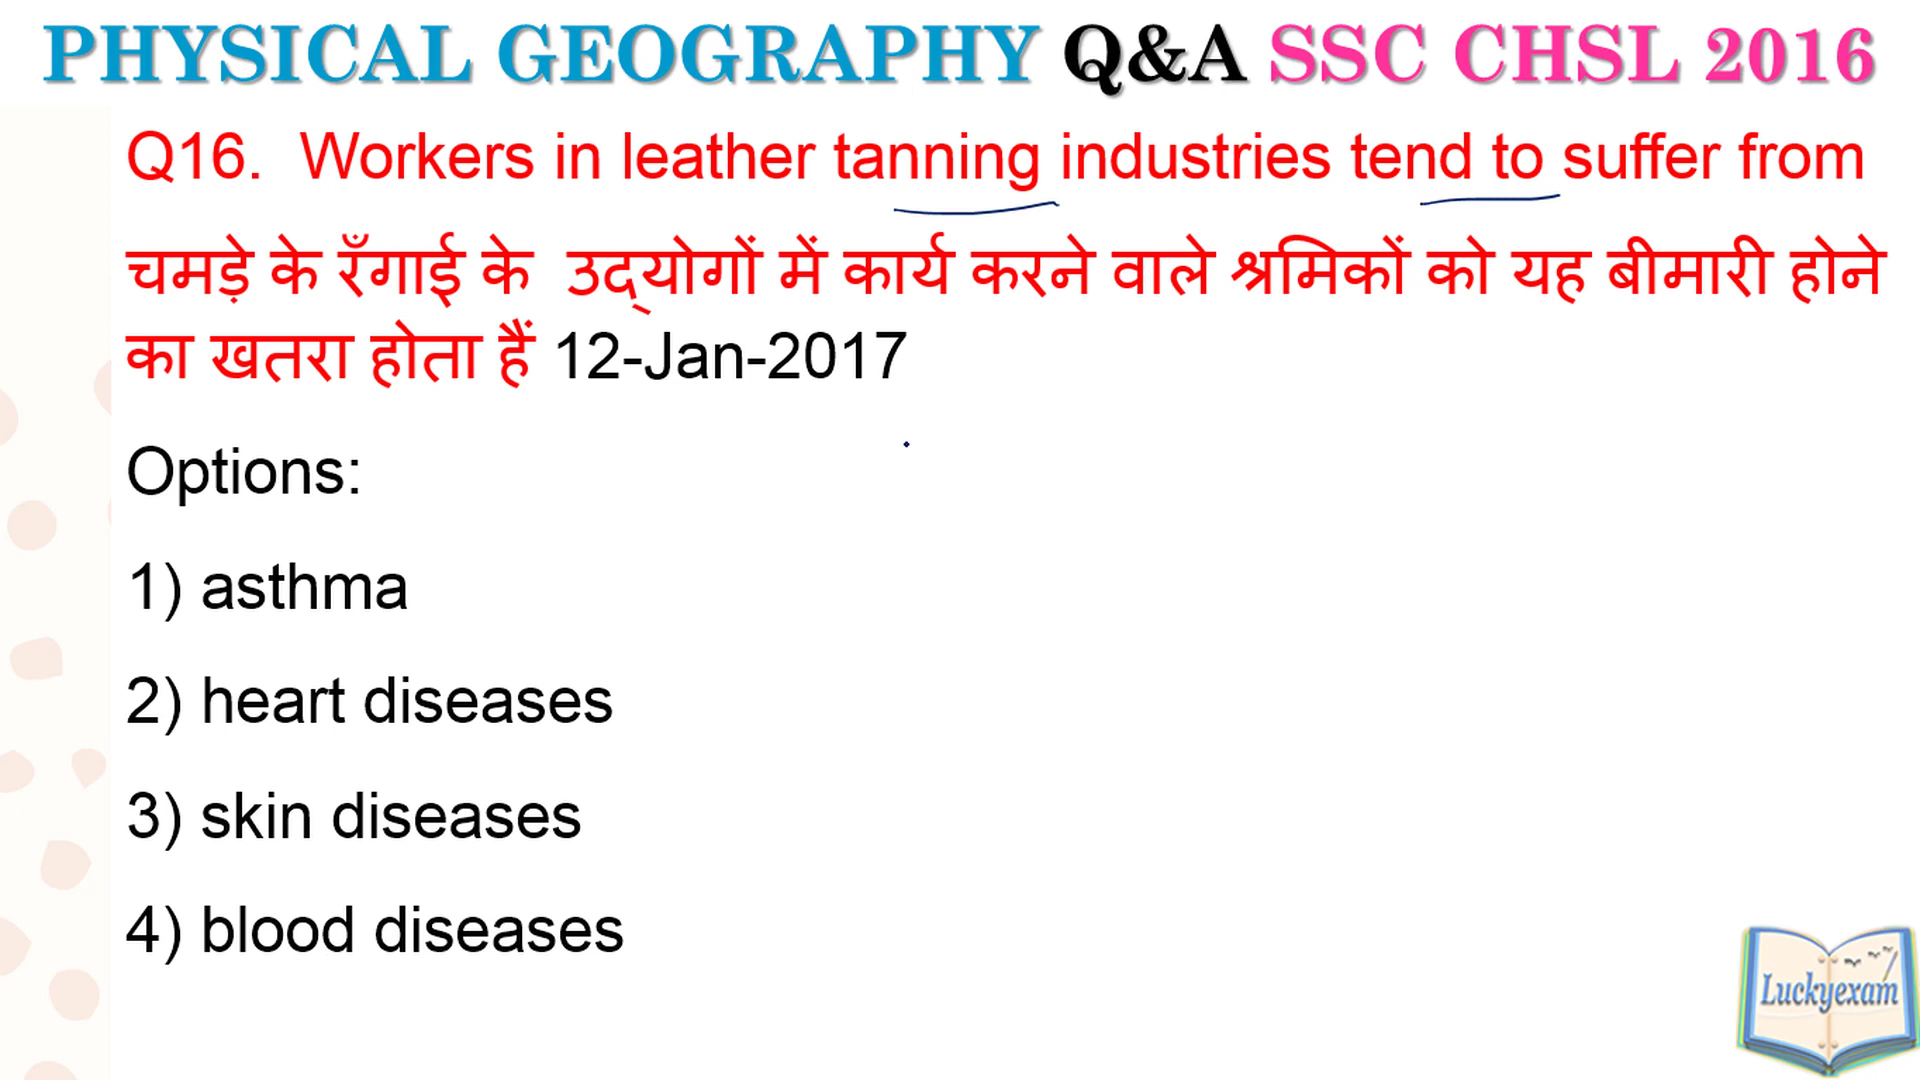 PHYSICAL GEOGRAPHY Q&A SSC CHSL 2016
Q16. Workers in leather tanning industries tend to suffer from
चमड़े के रँगाई के उद्योगों में कार्य करने वाले श्रमिकों को यह बीमारी होने
का खतरा होता हैं 12-Jan-2017
Options:
1) asthma
2) heart diseases
3) skin diseases
4) blood diseases
Luckyexam